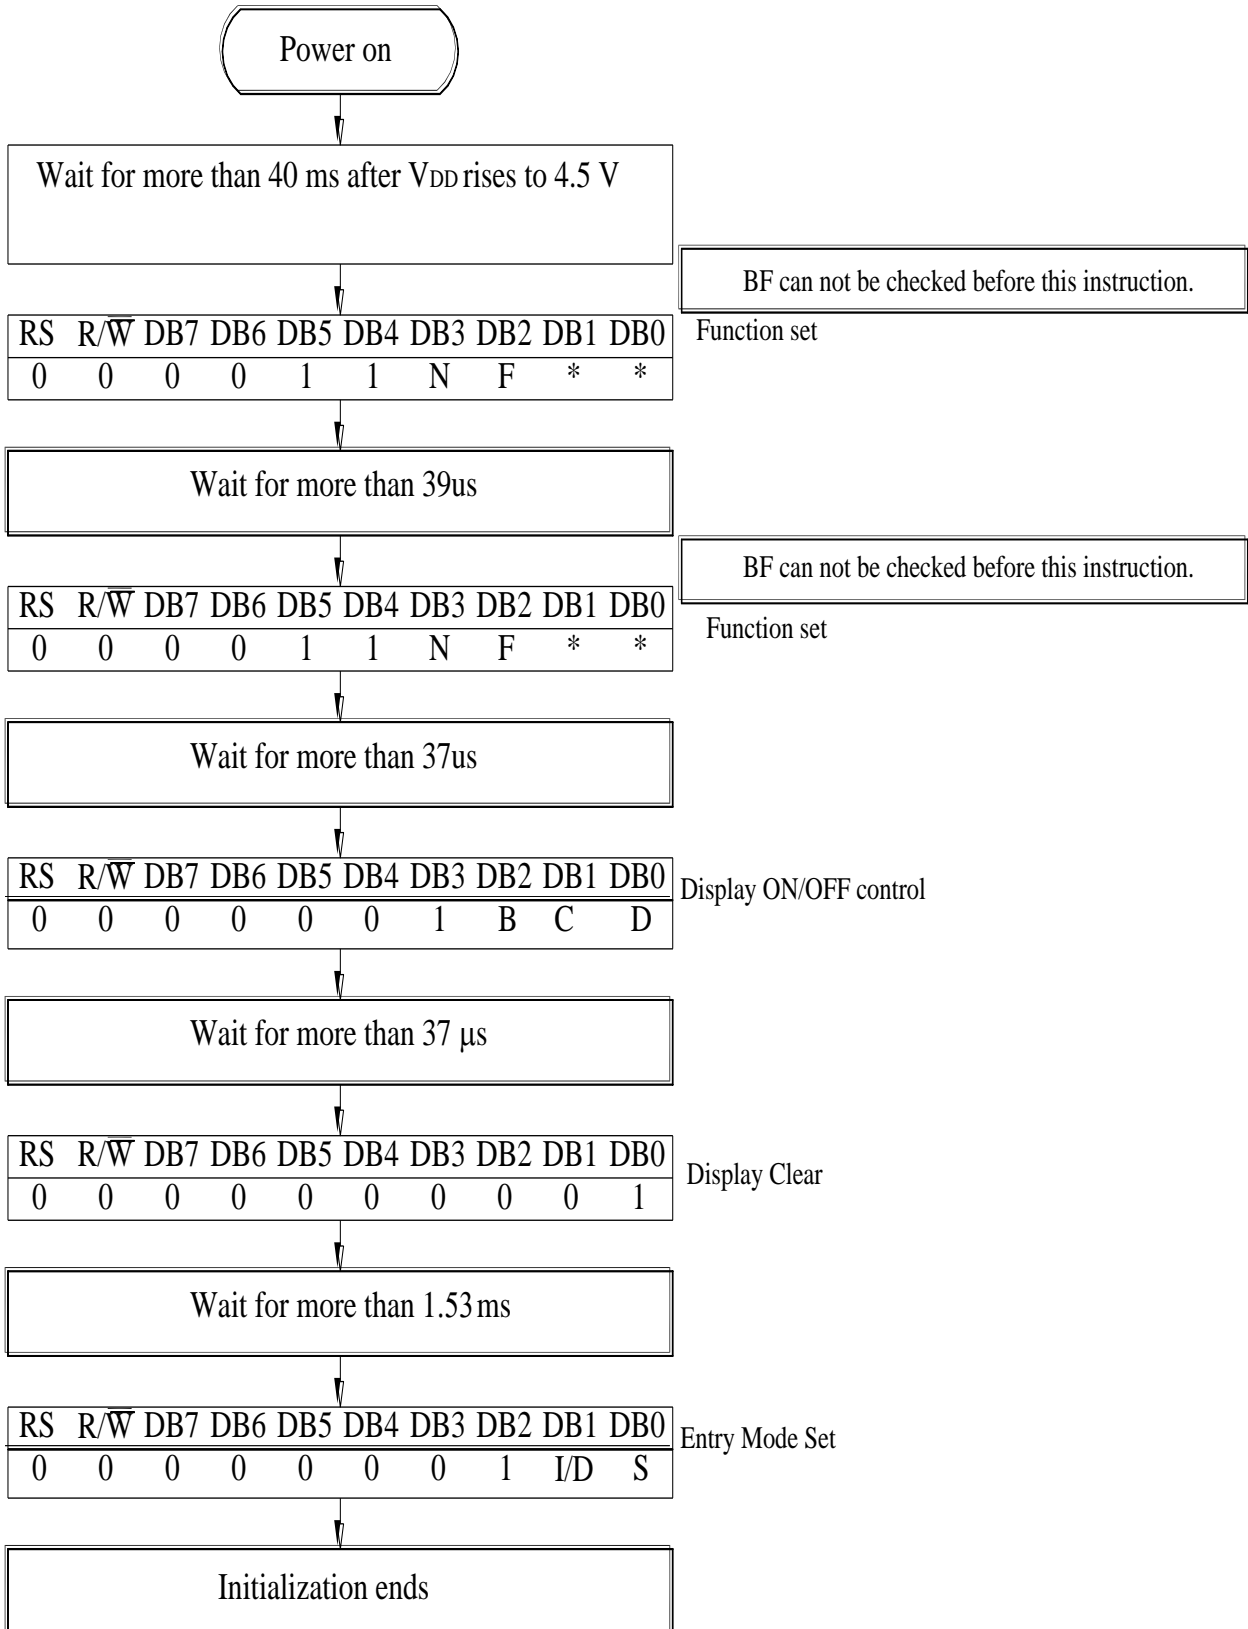 Power on
Wait for more than 40 ms after VDD rises to 4.5 V
BF can not be checked before this instruction.
RS R/W̅ DB7 DB6 DB5 DB4 DB3 DB2 DB1 DB0
Function set
0 0 0 0 1 1 N F * *
Wait for more than 39us
BF can not be checked before this instruction.
RS R/W̅ DB7 DB6 DB5 DB4 DB3 DB2 DB1 DB0
Function set
0 0 0 0 1 1 N F * *
Wait for more than 37us
RS R/W̅ DB7 DB6 DB5 DB4 DB3 DB2 DB1 DB0
Display ON/OFF control
0 0 0 0 0 0 1 B C D
Wait for more than 37 μs
RS R/W̅ DB7 DB6 DB5 DB4 DB3 DB2 DB1 DB0
Display Clear
0 0 0 0 0 0 0 0 0 1
Wait for more than 1.53 ms
RS R/W̅ DB7 DB6 DB5 DB4 DB3 DB2 DB1 DB0
Entry Mode Set
0 0 0 0 0 0 0 1 I/D S
Initialization ends